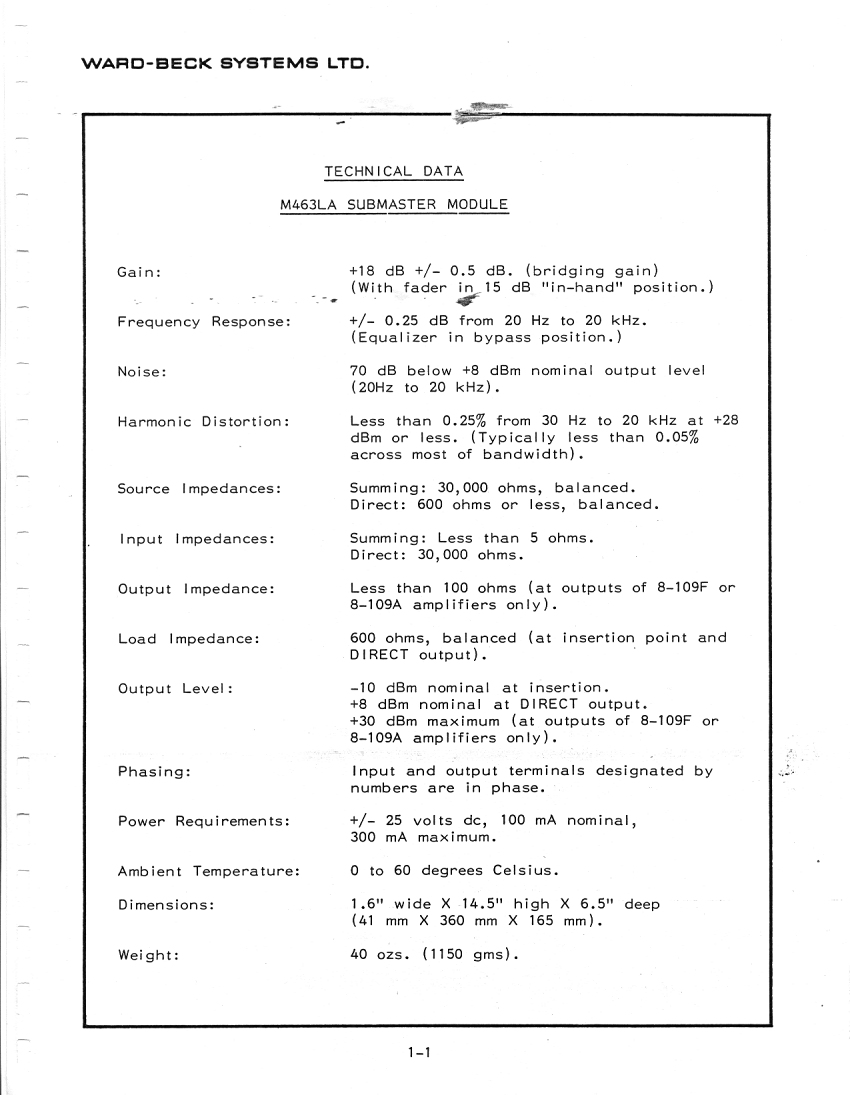 WARD-BECK SYSTEMS LTD.
TECHNICAL DATA
M463LA SUBMASTER MODULE
Gain: +18 dB +/- 0.5 dB. (bridging gain)
(With fader in 15 dB "in-hand" position.)
Frequency Response: +/- 0.25 dB from 20 Hz to 20 kHz.
(Equalizer in bypass position.)
Noise: 70 dB below +8 dBm nominal output level
(20Hz to 20 kHz).
Harmonic Distortion: Less than 0.25% from 30 Hz to 20 kHz at +28
dBm or less. (Typically less than 0.05%
across most of bandwidth).
Source Impedances: Summing: 30,000 ohms, balanced.
Direct: 600 ohms or less, balanced.
Input Impedances: Summing: Less than 5 ohms.
Direct: 30,000 ohms.
Output Impedance: Less than 100 ohms (at outputs of 8-109F or
8-109A amplifiers only).
Load Impedance: 600 ohms, balanced (at insertion point and
DIRECT output).
Output Level: -10 dBm nominal at insertion.
+8 dBm nominal at DIRECT output.
+30 dBm maximum (at outputs of 8-109F or
8-109A amplifiers only).
Phasing: Input and output terminals designated by
numbers are in phase.
Power Requirements: +/- 25 volts dc, 100 mA nominal,
300 mA maximum.
Ambient Temperature: 0 to 60 degrees Celsius.
Dimensions: 1.6" wide X 14.5" high X 6.5" deep
(41 mm X 360 mm X 165 mm).
Weight: 40 ozs. (1150 gms).
1-1